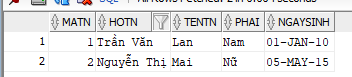 SQL
MATN HOTN TENTN PHAI NGAYSINH
1 1 Trần Văn Lan Nam 01-JAN-10
2 2 Nguyễn Thị Mai Nữ 05-MAY-15